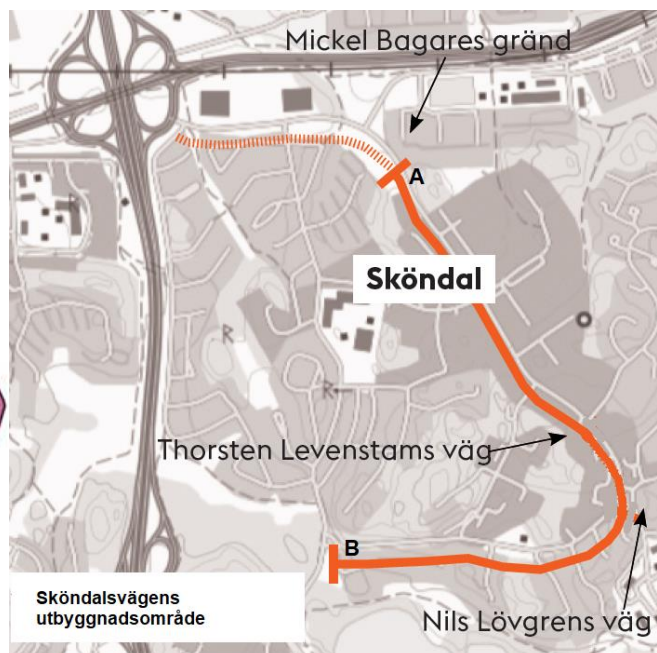 Mickel Bagares gränd
A
Sköndal
Thorsten Levenstams väg
B
Sköndalsvägens
utbyggnadsområde
Nils Lövgrens väg